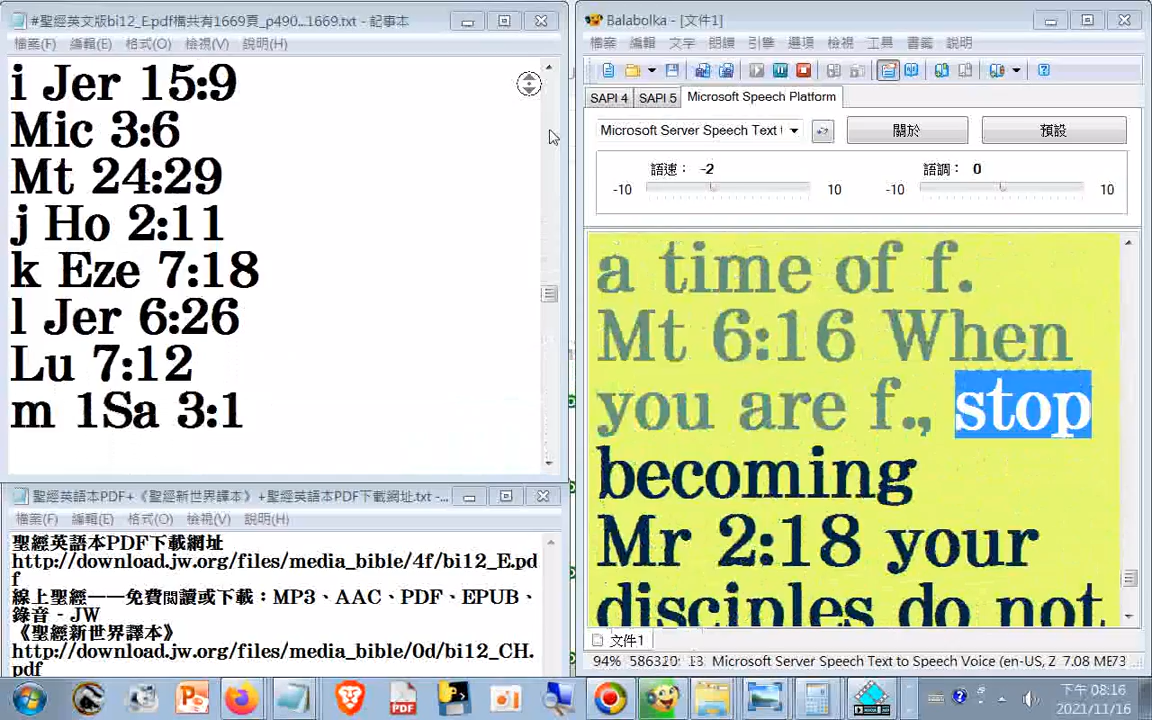 #聖經英文版bi12_E.pdf檔共有1669頁_p490...1669.txt - 記事本
檔案(F) 編輯(E) 格式(O) 檢視(V) 說明(H)
i Jer 15:9
Mic 3:6
Mt 24:29
j Ho 2:11
k Eze 7:18
l Jer 6:26
Lu 7:12
m 1Sa 3:1
聖經英語本PDF+《聖經新世界譯本》+聖經英語本PDF下載網址.txt - ...
檔案(F) 編輯(E) 格式(O) 檢視(V) 說明(H)
聖經英語本PDF下載網址
http://download.jw.org/files/media_bible/4f/bi12_E.pd
f
線上聖經——免費閱讀或下載：MP3、AAC、PDF、EPUB、
錄音 - JW
《聖經新世界譯本》
http://download.jw.org/files/media_bible/0d/bi12_CH.
pdf
Balabolka - [文件1]
檔案 編輯 文字 朗讀 引擎 選項 檢視 工具 書籤 說明
SAPI 4 SAPI 5 Microsoft Speech Platform
Microsoft Server Speech Text 關於 預設
語速： -2 語調： 0
-10 10 -10 10
a time of f.
Mt 6:16 When
you are f., stop
becoming
Mr 2:18 your
disciples do not
文件1
94% 586320: 13 Microsoft Server Speech Text to Speech Voice (en-US, Z 7.08 ME73
PDF
下午 08:16
2021/11/16